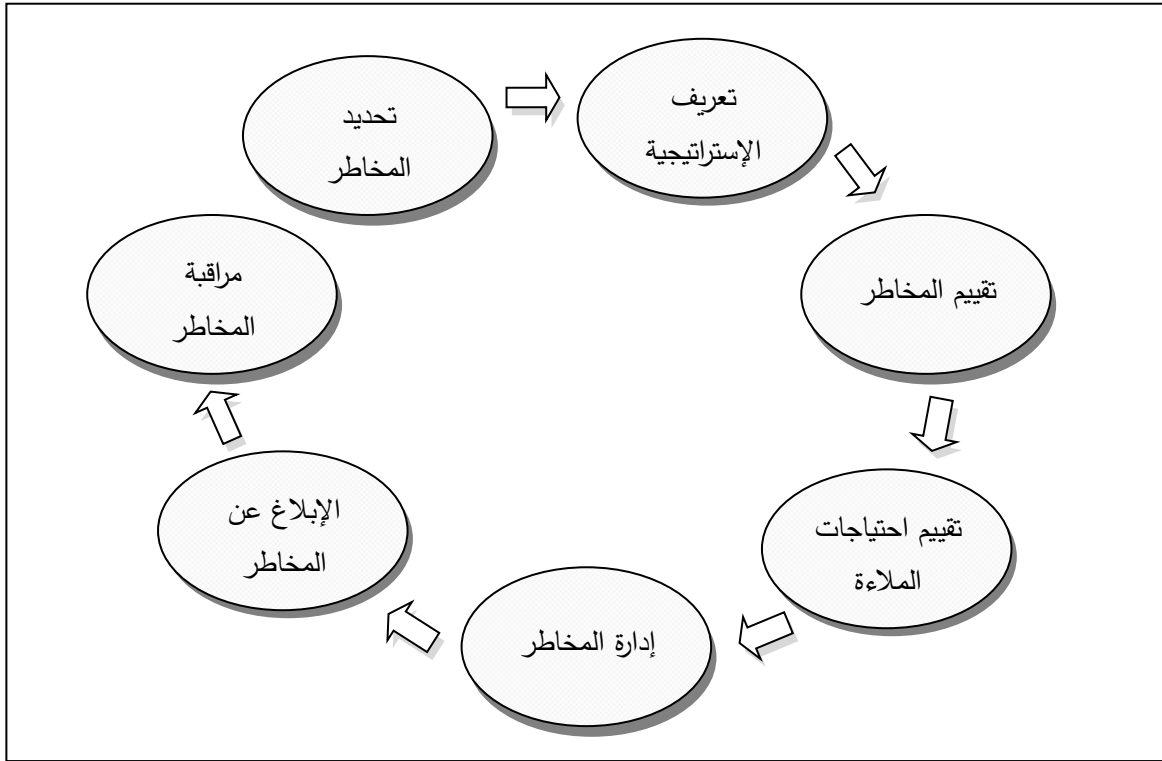 تحديد
المخاطر
تعريف
الإستراتيجية
تقييم المخاطر
تقييم احتياجات
الملاءة
إدارة المخاطر
الإبلاغ عن
المخاطر
مراقبة
المخاطر